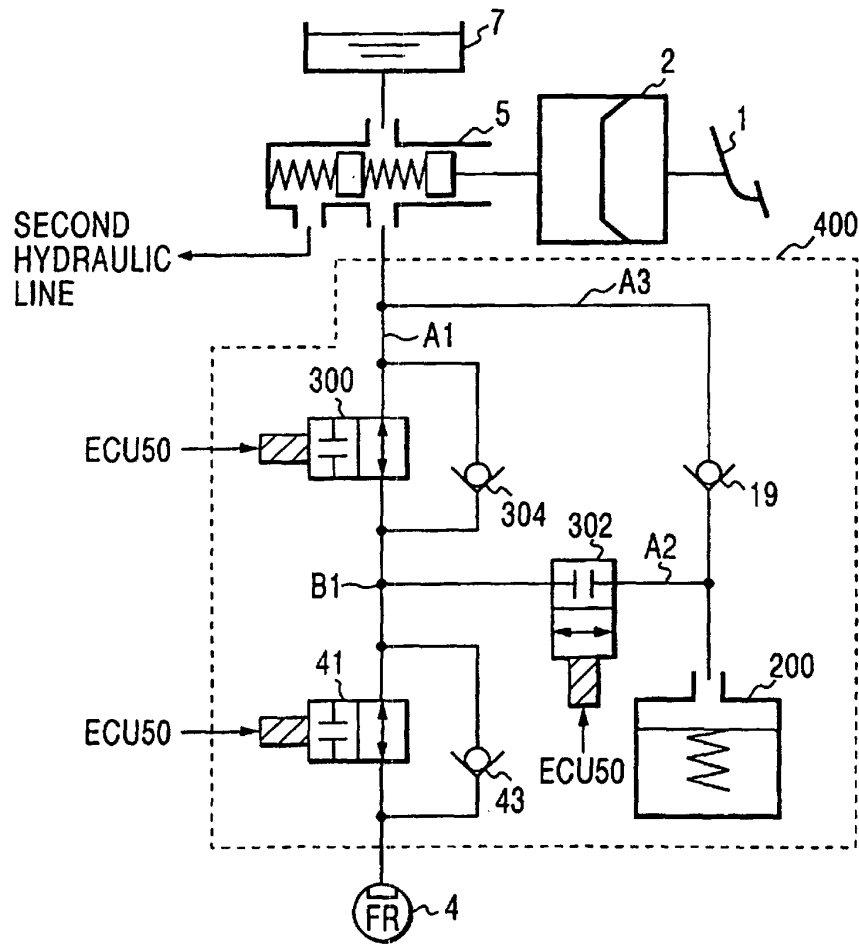 7
2
1
5
SECOND
HYDRAULIC
LINE
400
A3
A1
300
ECU50
304
19
302
A2
B1
41
200
ECU50
ECU50
43
FR
4